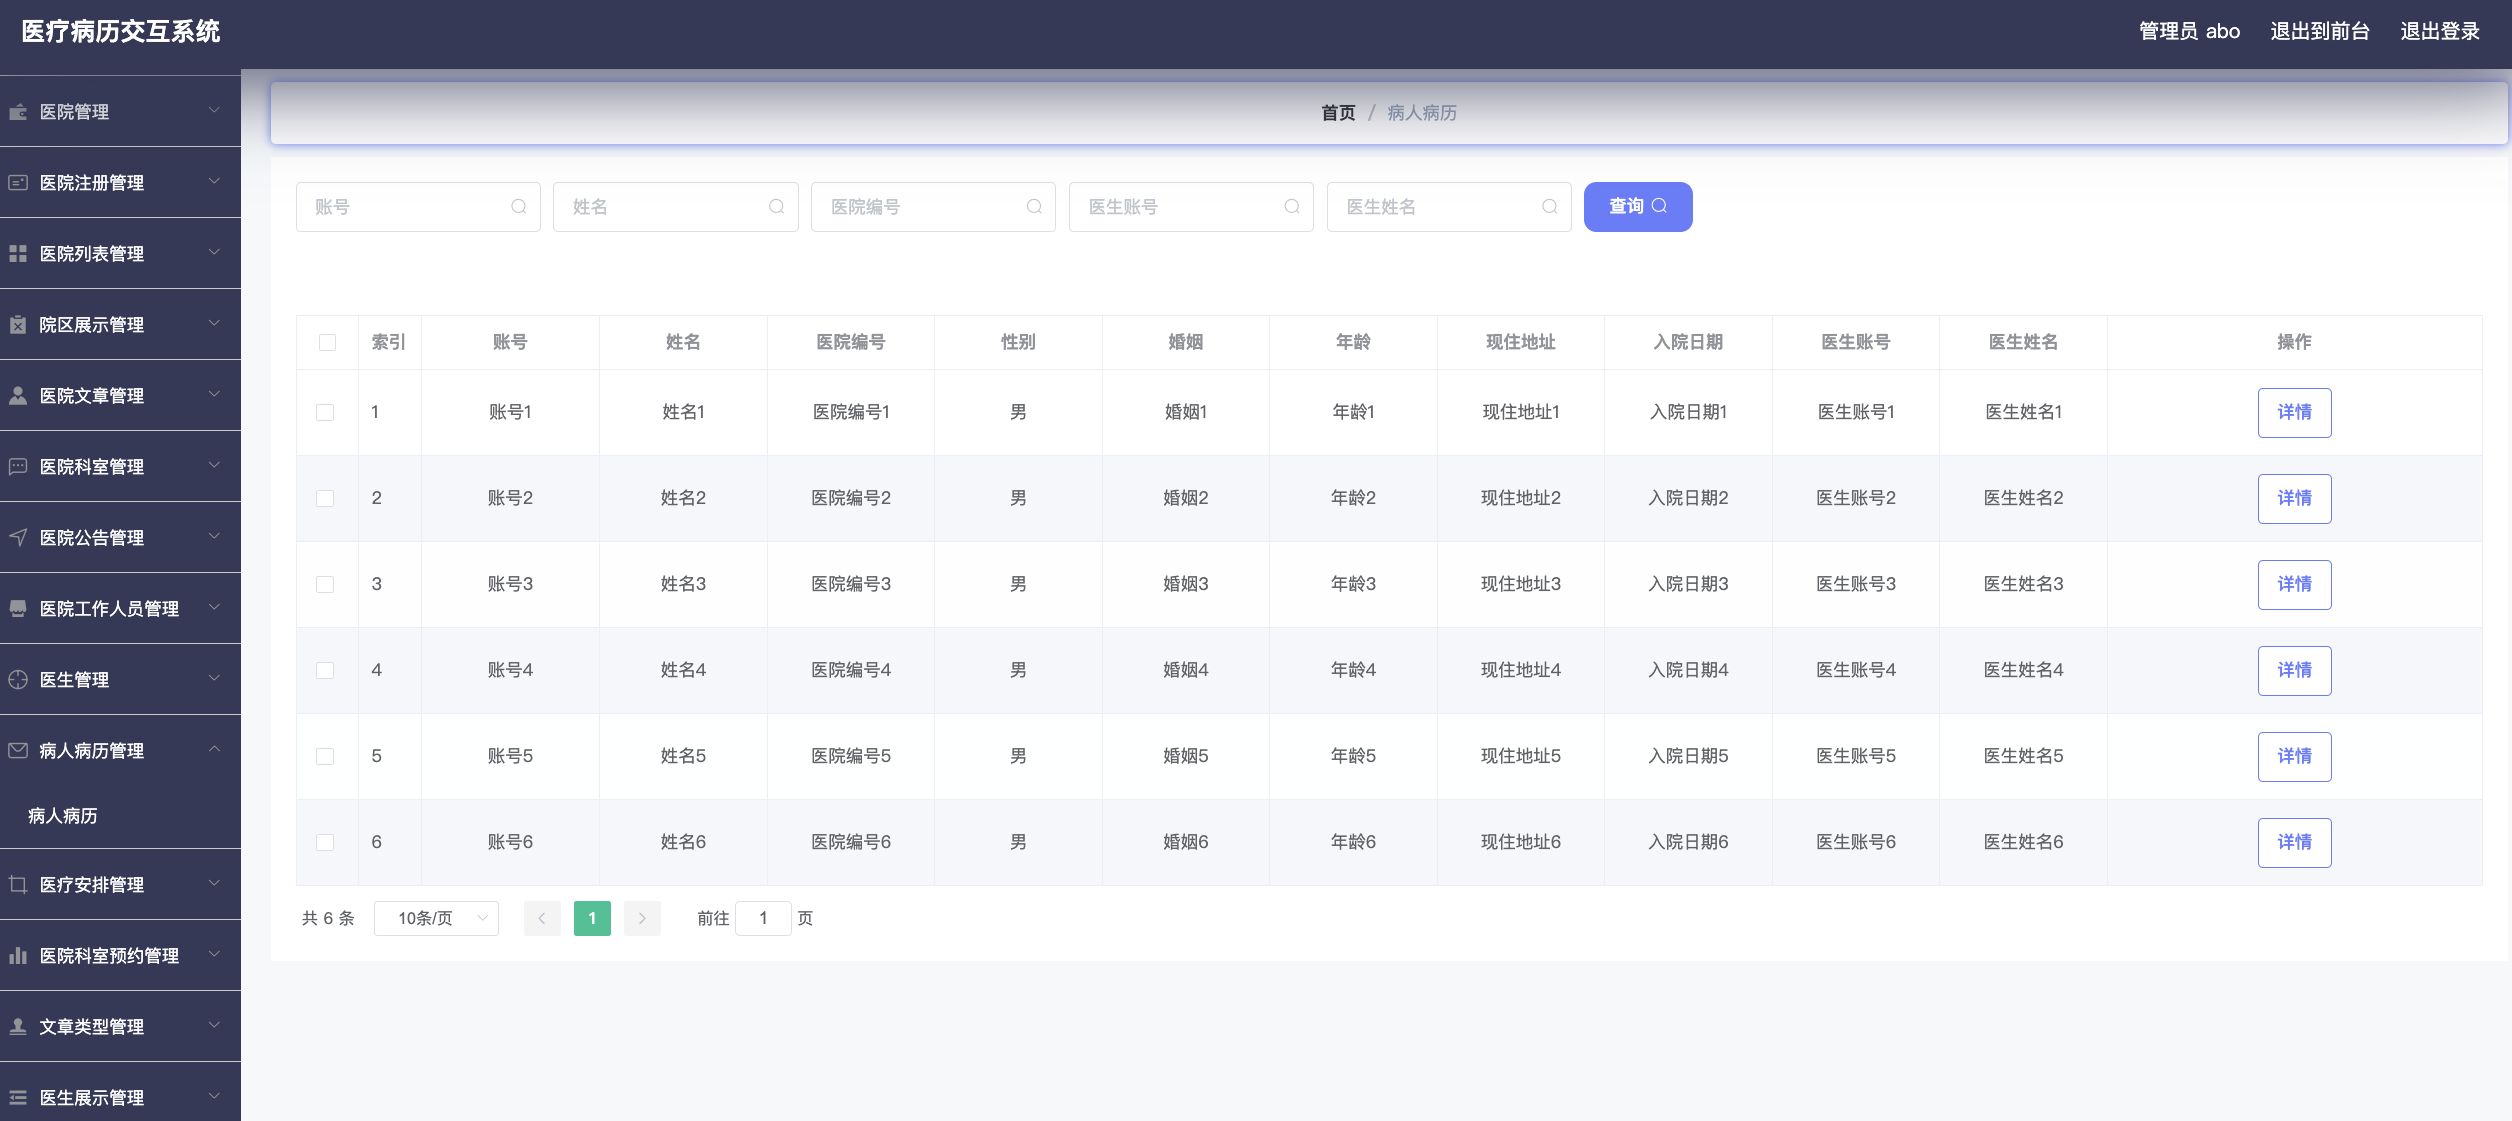 医疗病历交互系统
管理员 abo 退出到前台 退出登录
医院管理
医院注册管理
医院列表管理
院区展示管理
医院文章管理
医院科室管理
医院公告管理
医院工作人员管理
医生管理
病人病历管理
病人病历
医疗安排管理
医院科室预约管理
文章类型管理
医生展示管理
首页 / 病人病历
账号 姓名 医院编号 医生账号 医生姓名 查询
索引 账号 姓名 医院编号 性别 婚姻 年龄 现住地址 入院日期 医生账号 医生姓名 操作
1 账号1 姓名1 医院编号1 男 婚姻1 年龄1 现住地址1 入院日期1 医生账号1 医生姓名1 详情
2 账号2 姓名2 医院编号2 男 婚姻2 年龄2 现住地址2 入院日期2 医生账号2 医生姓名2 详情
3 账号3 姓名3 医院编号3 男 婚姻3 年龄3 现住地址3 入院日期3 医生账号3 医生姓名3 详情
4 账号4 姓名4 医院编号4 男 婚姻4 年龄4 现住地址4 入院日期4 医生账号4 医生姓名4 详情
5 账号5 姓名5 医院编号5 男 婚姻5 年龄5 现住地址5 入院日期5 医生账号5 医生姓名5 详情
6 账号6 姓名6 医院编号6 男 婚姻6 年龄6 现住地址6 入院日期6 医生账号6 医生姓名6 详情
共 6 条 10条/页 1 前往 1 页